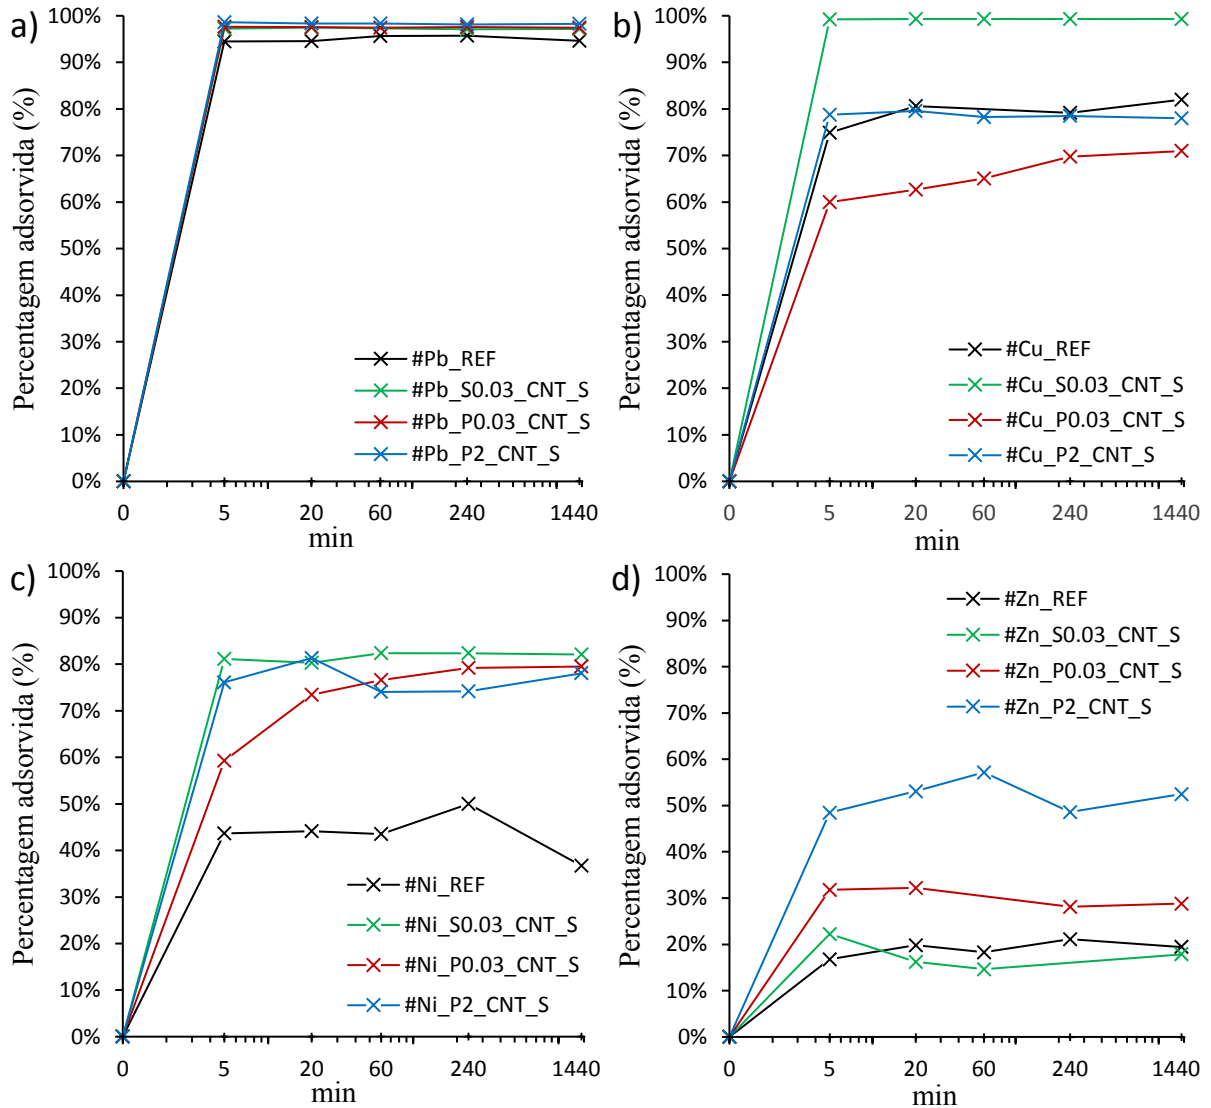 a)
Percentagem adsorvida (%)
100%
90%
80%
70%
60%
50%
40%
30%
20%
10%
0%
#Pb_REF
#Pb_S0.03_CNT_S
#Pb_P0.03_CNT_S
#Pb_P2_CNT_S
0 5 20 60 240 1440
min
b)
Percentagem adsorvida (%)
100%
90%
80%
70%
60%
50%
40%
30%
20%
10%
0%
#Cu_REF
#Cu_S0.03_CNT_S
#Cu_P0.03_CNT_S
#Cu_P2_CNT_S
0 5 20 60 240 1440
min
c)
Percentagem adsorvida (%)
100%
90%
80%
70%
60%
50%
40%
30%
20%
10%
0%
#Ni_REF
#Ni_S0.03_CNT_S
#Ni_P0.03_CNT_S
#Ni_P2_CNT_S
0 5 20 60 240 1440
min
d)
Percentagem adsorvida (%)
100%
90%
80%
70%
60%
50%
40%
30%
20%
10%
0%
#Zn_REF
#Zn_S0.03_CNT_S
#Zn_P0.03_CNT_S
#Zn_P2_CNT_S
0 5 20 60 240 1440
min